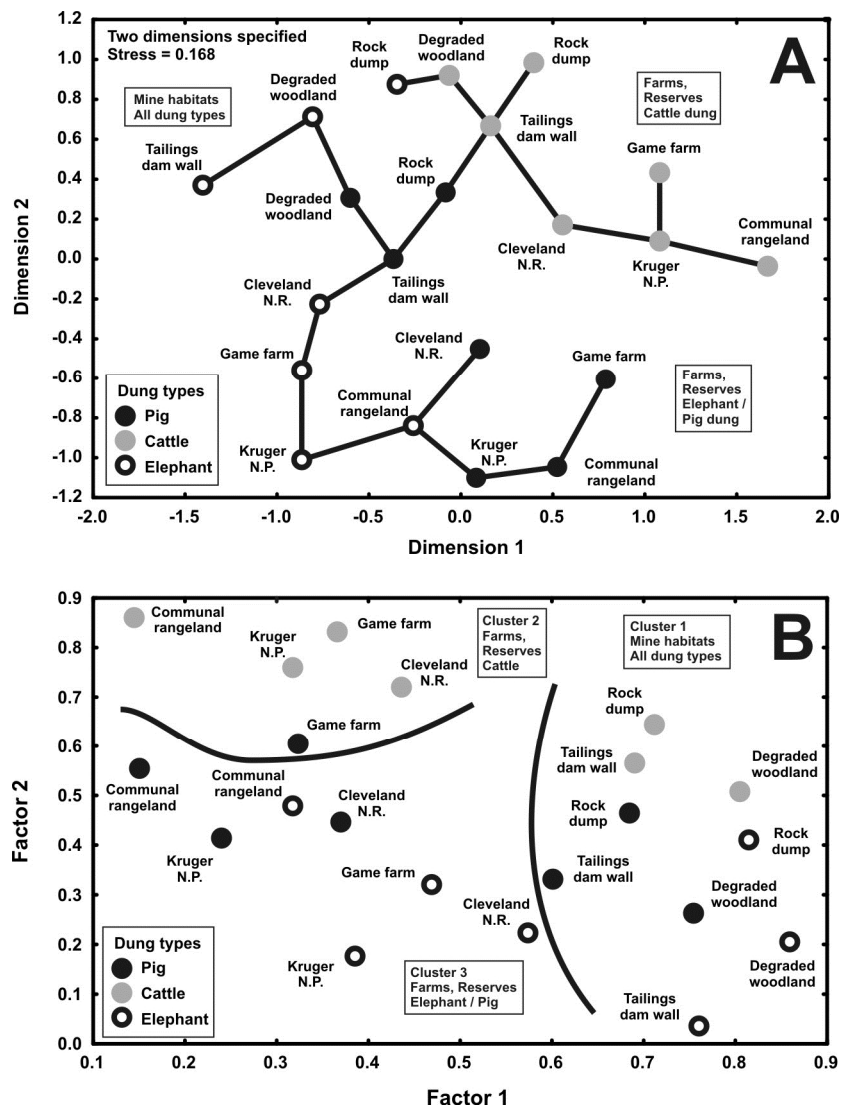 A
Two dimensions specified
Stress = 0.168
Mine habitats
All dung types
Farms,
Reserves
Cattle dung
Farms,
Reserves
Elephant /
Pig dung
Rock
dump
Degraded
woodland
Rock
dump
Degraded
woodland
Tailings
dam wall
Tailings
dam wall
Rock
dump
Degraded
woodland
Game farm
Communal
rangeland
Cleveland
N.R.
Kruger
N.P.
Cleveland
N.R.
Tailings
dam wall
Game farm
Cleveland
N.R.
Game farm
Communal
rangeland
Kruger
N.P.
Kruger
N.P.
Communal
rangeland
Dung types
Pig
Cattle
Elephant
Dimension 2
1.2
1.0
0.8
0.6
0.4
0.2
0.0
-0.2
-0.4
-0.6
-0.8
-1.0
-1.2
-2.0 -1.5 -1.0 -0.5 0.0 0.5 1.0 1.5 2.0
Dimension 1
B
Cluster 2
Farms,
Reserves
Cattle
Cluster 1
Mine habitats
All dung types
Cluster 3
Farms, Reserves
Elephant / Pig
Communal
rangeland
Kruger
N.P.
Game farm
Cleveland
N.R.
Rock
dump
Game farm
Tailings
dam wall
Degraded
woodland
Communal
rangeland
Communal
rangeland
Cleveland
N.R.
Rock
dump
Rock
dump
Kruger
N.P.
Game farm
Tailings
dam wall
Degraded
woodland
Cleveland
N.R.
Kruger
N.P.
Degraded
woodland
Tailings
dam wall
Dung types
Pig
Cattle
Elephant
Factor 2
0.9
0.8
0.7
0.6
0.5
0.4
0.3
0.2
0.1
0.0
0.1 0.2 0.3 0.4 0.5 0.6 0.7 0.8 0.9
Factor 1